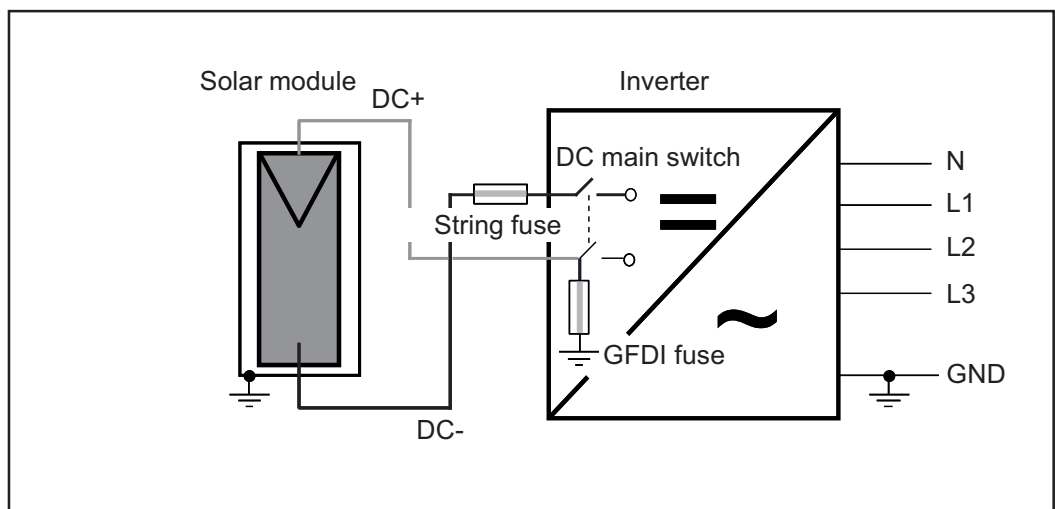 Solar module
Inverter
DC+
DC main switch
N
L1
String fuse
L2
L3
GFDI fuse
GND
DC-